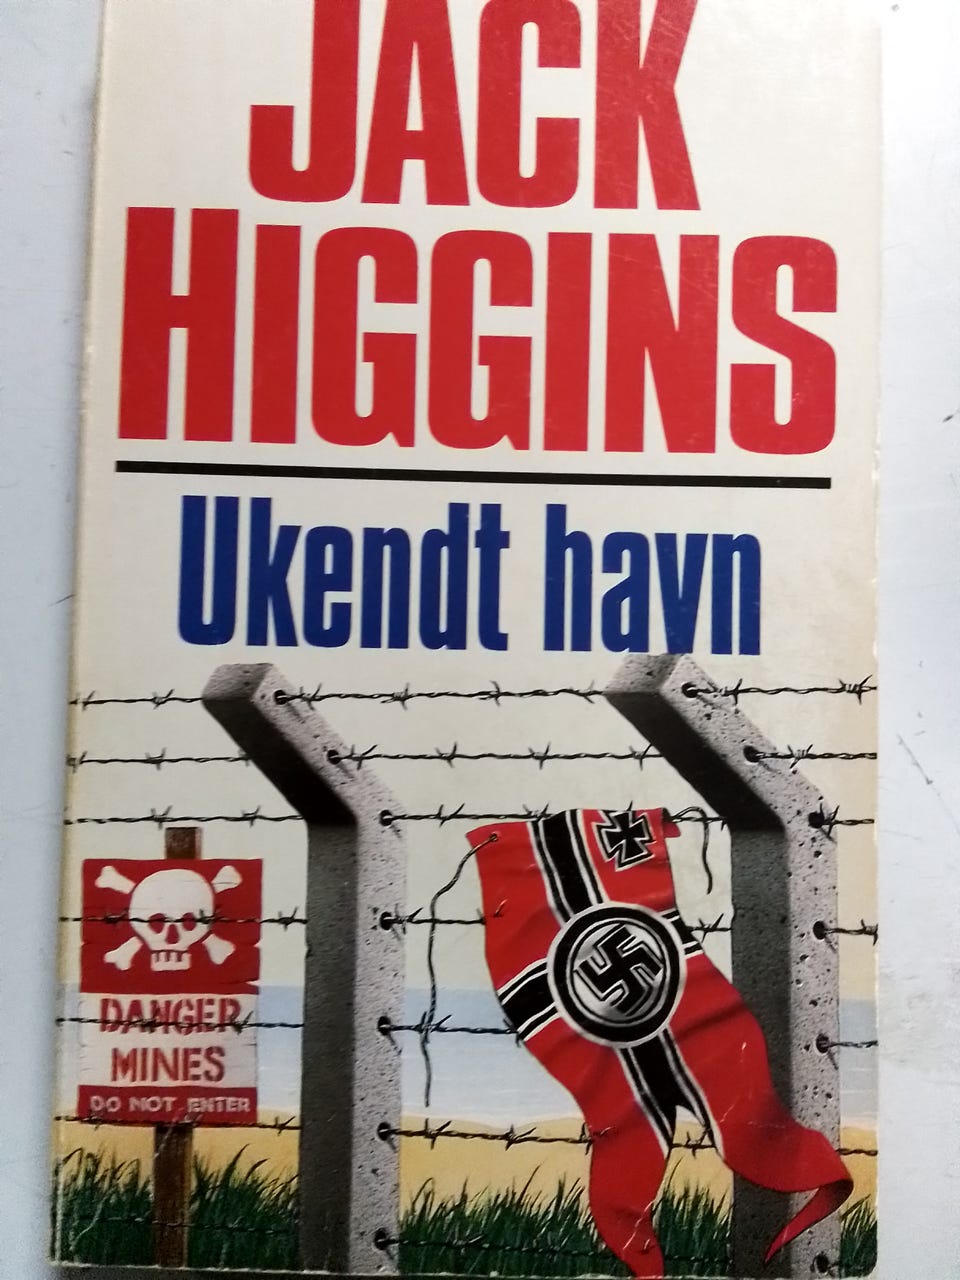 JACK
HIGGINS
Ukendt havn
DANGER
MINES
DO NOT ENTER